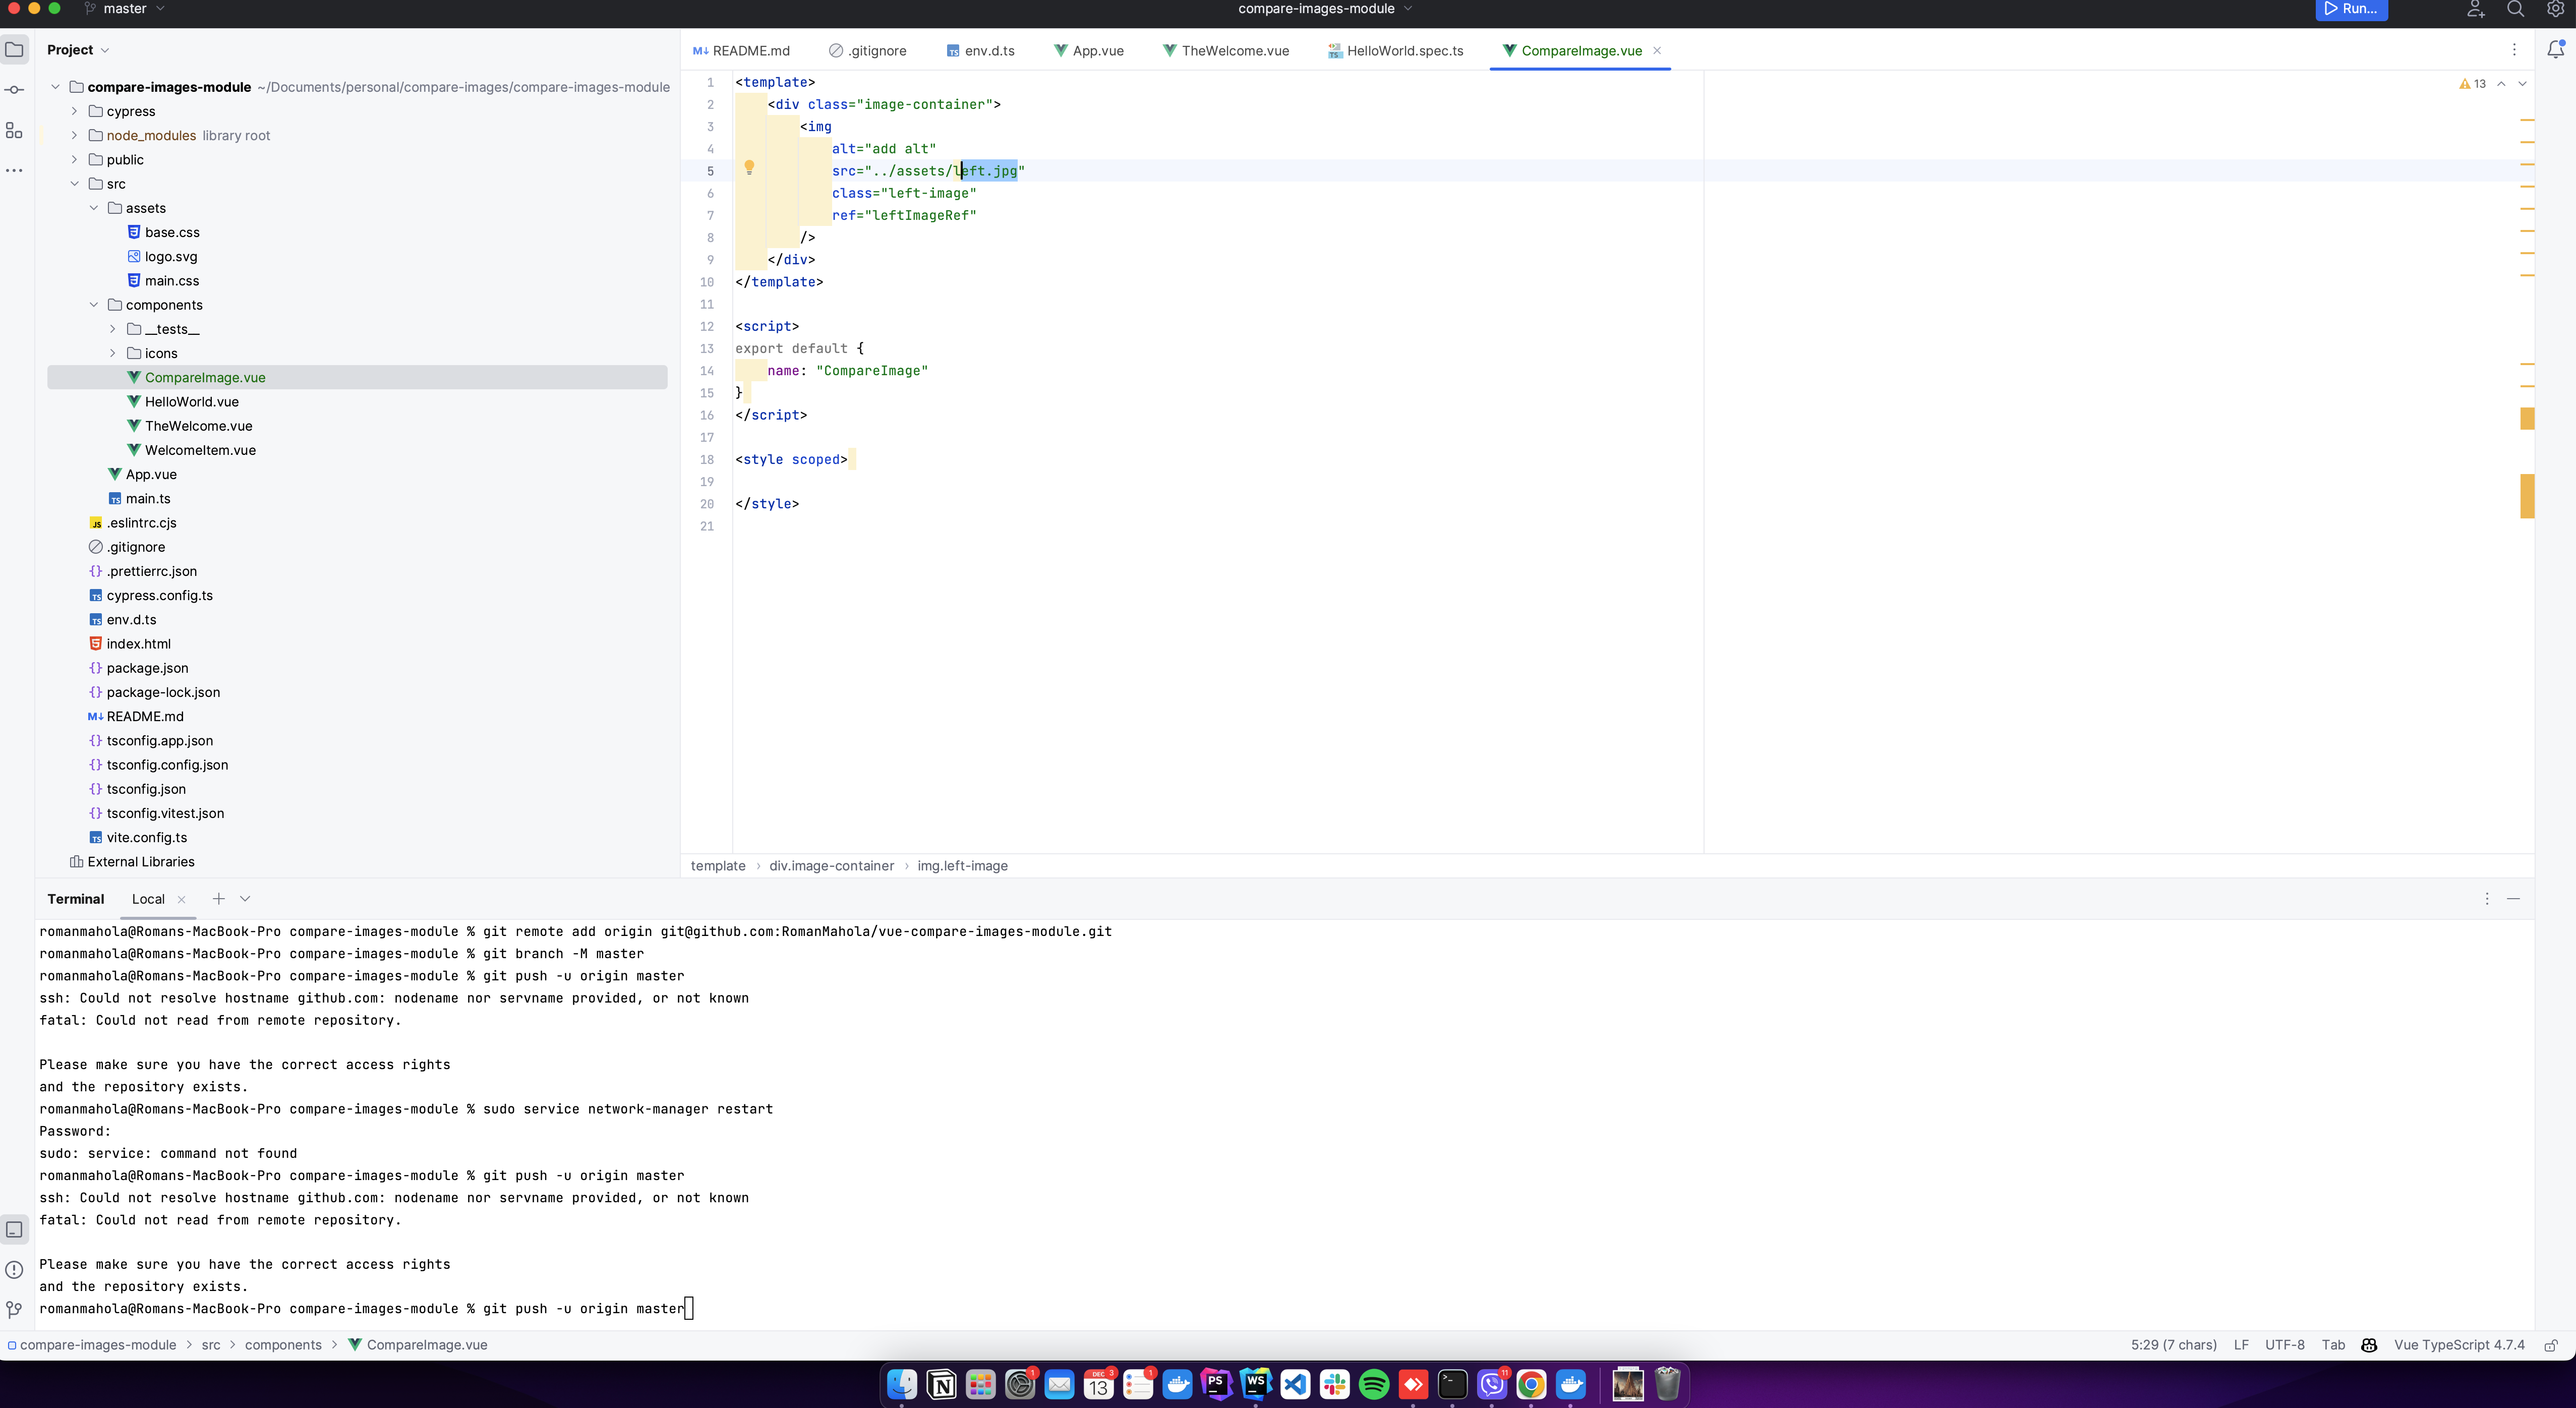 master
compare-images-module
Run...
Project
compare-images-module ~/Documents/personal/compare-images/compare-images-module
cypress
node_modules library root
public
src
assets
base.css
logo.svg
main.css
components
__tests__
icons
CompareImage.vue
HelloWorld.vue
TheWelcome.vue
WelcomeItem.vue
App.vue
main.ts
.eslintrc.cjs
.gitignore
.prettierrc.json
cypress.config.ts
env.d.ts
index.html
package.json
package-lock.json
README.md
tsconfig.app.json
tsconfig.config.json
tsconfig.json
tsconfig.vitest.json
vite.config.ts
External Libraries
README.md .gitignore env.d.ts App.vue TheWelcome.vue HelloWorld.spec.ts CompareImage.vue
13
1 <template>
2 <div class="image-container">
3 <img
4 alt="add alt"
5 src="../assets/left.jpg"
6 class="left-image"
7 ref="leftImageRef"
8 />
9 </div>
10 </template>
11
12 <script>
13 export default {
14 name: "CompareImage"
15 }
16 </script>
17
18 <style scoped>
19
20 </style>
21
template > div.image-container > img.left-image
Terminal Local
romanmahola@Romans-MacBook-Pro compare-images-module % git remote add origin git@github.com:RomanMahola/vue-compare-images-module.git
romanmahola@Romans-MacBook-Pro compare-images-module % git branch -M master
romanmahola@Romans-MacBook-Pro compare-images-module % git push -u origin master
ssh: Could not resolve hostname github.com: nodename nor servname provided, or not known
fatal: Could not read from remote repository.
Please make sure you have the correct access rights
and the repository exists.
romanmahola@Romans-MacBook-Pro compare-images-module % sudo service network-manager restart
Password:
sudo: service: command not found
romanmahola@Romans-MacBook-Pro compare-images-module % git push -u origin master
ssh: Could not resolve hostname github.com: nodename nor servname provided, or not known
fatal: Could not read from remote repository.
Please make sure you have the correct access rights
and the repository exists.
romanmahola@Romans-MacBook-Pro compare-images-module % git push -u origin master
compare-images-module > src > components > CompareImage.vue
5:29 (7 chars) LF UTF-8 Tab Vue TypeScript 4.7.4
1 DEC 3 13 1 PS WS 11